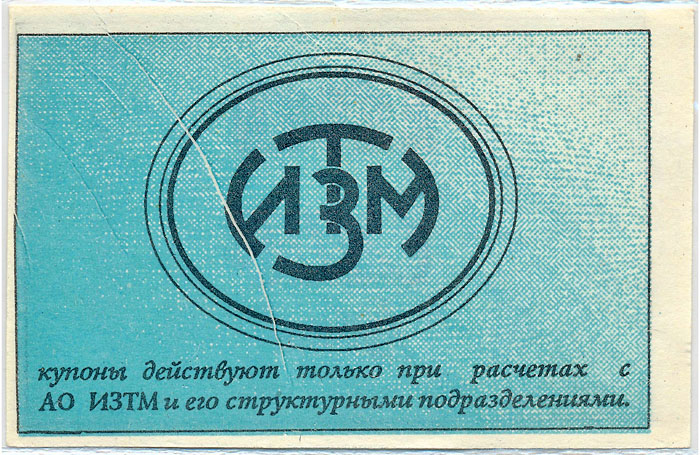 ИЗТМ
купоны действуют только при расчетах с
АО ИЗТМ и его структурными подразделениями.